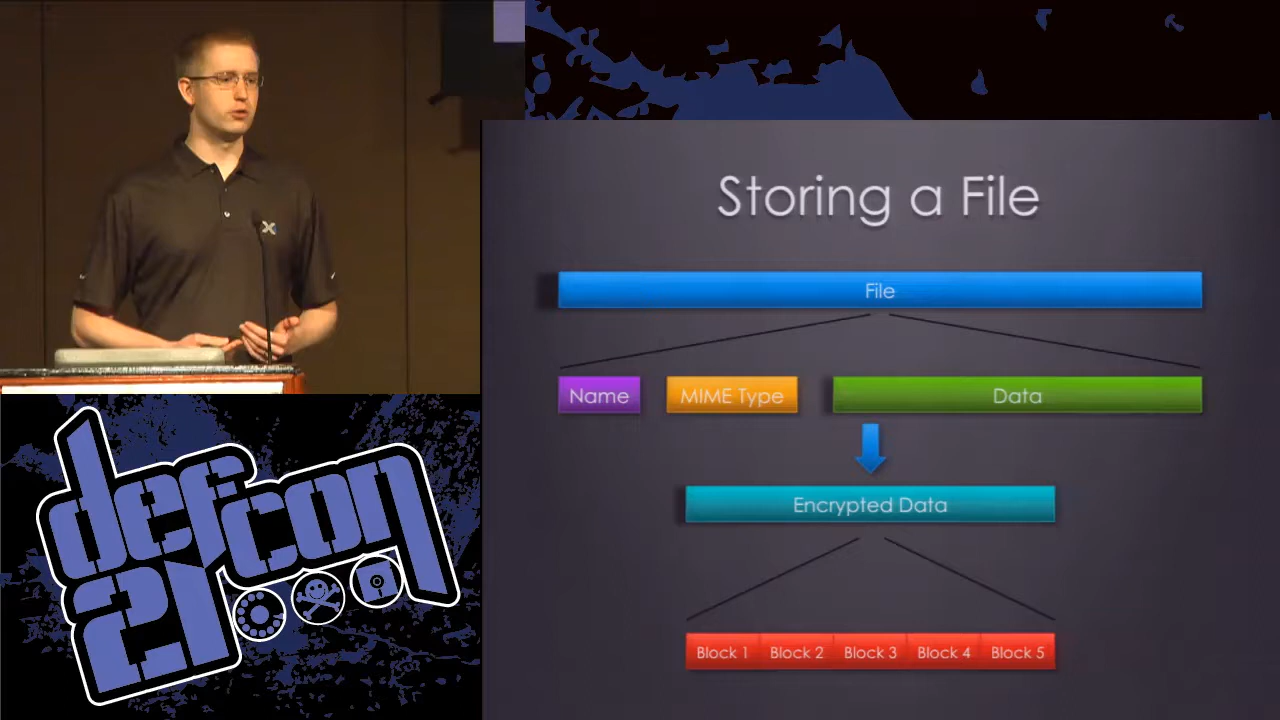 Storing a File
File
Name MIME Type Data
Encrypted Data
Block 1 Block 2 Block 3 Block 4 Block 5
defcon
21